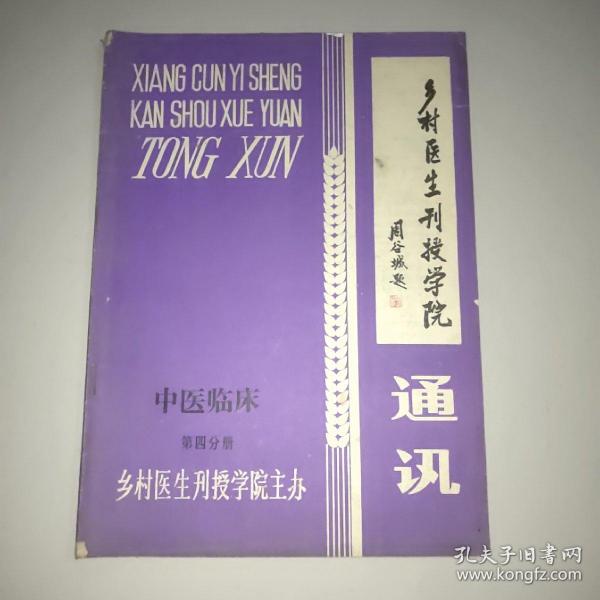 XIANG CUN YI SHENG
KAN SHOU XUE YUAN
TONG XUN
乡村医生刊授学院
周谷城题
通讯
中医临床
第四分册
乡村医生刊授学院主办
孔夫子旧书网
www.kongfz.com